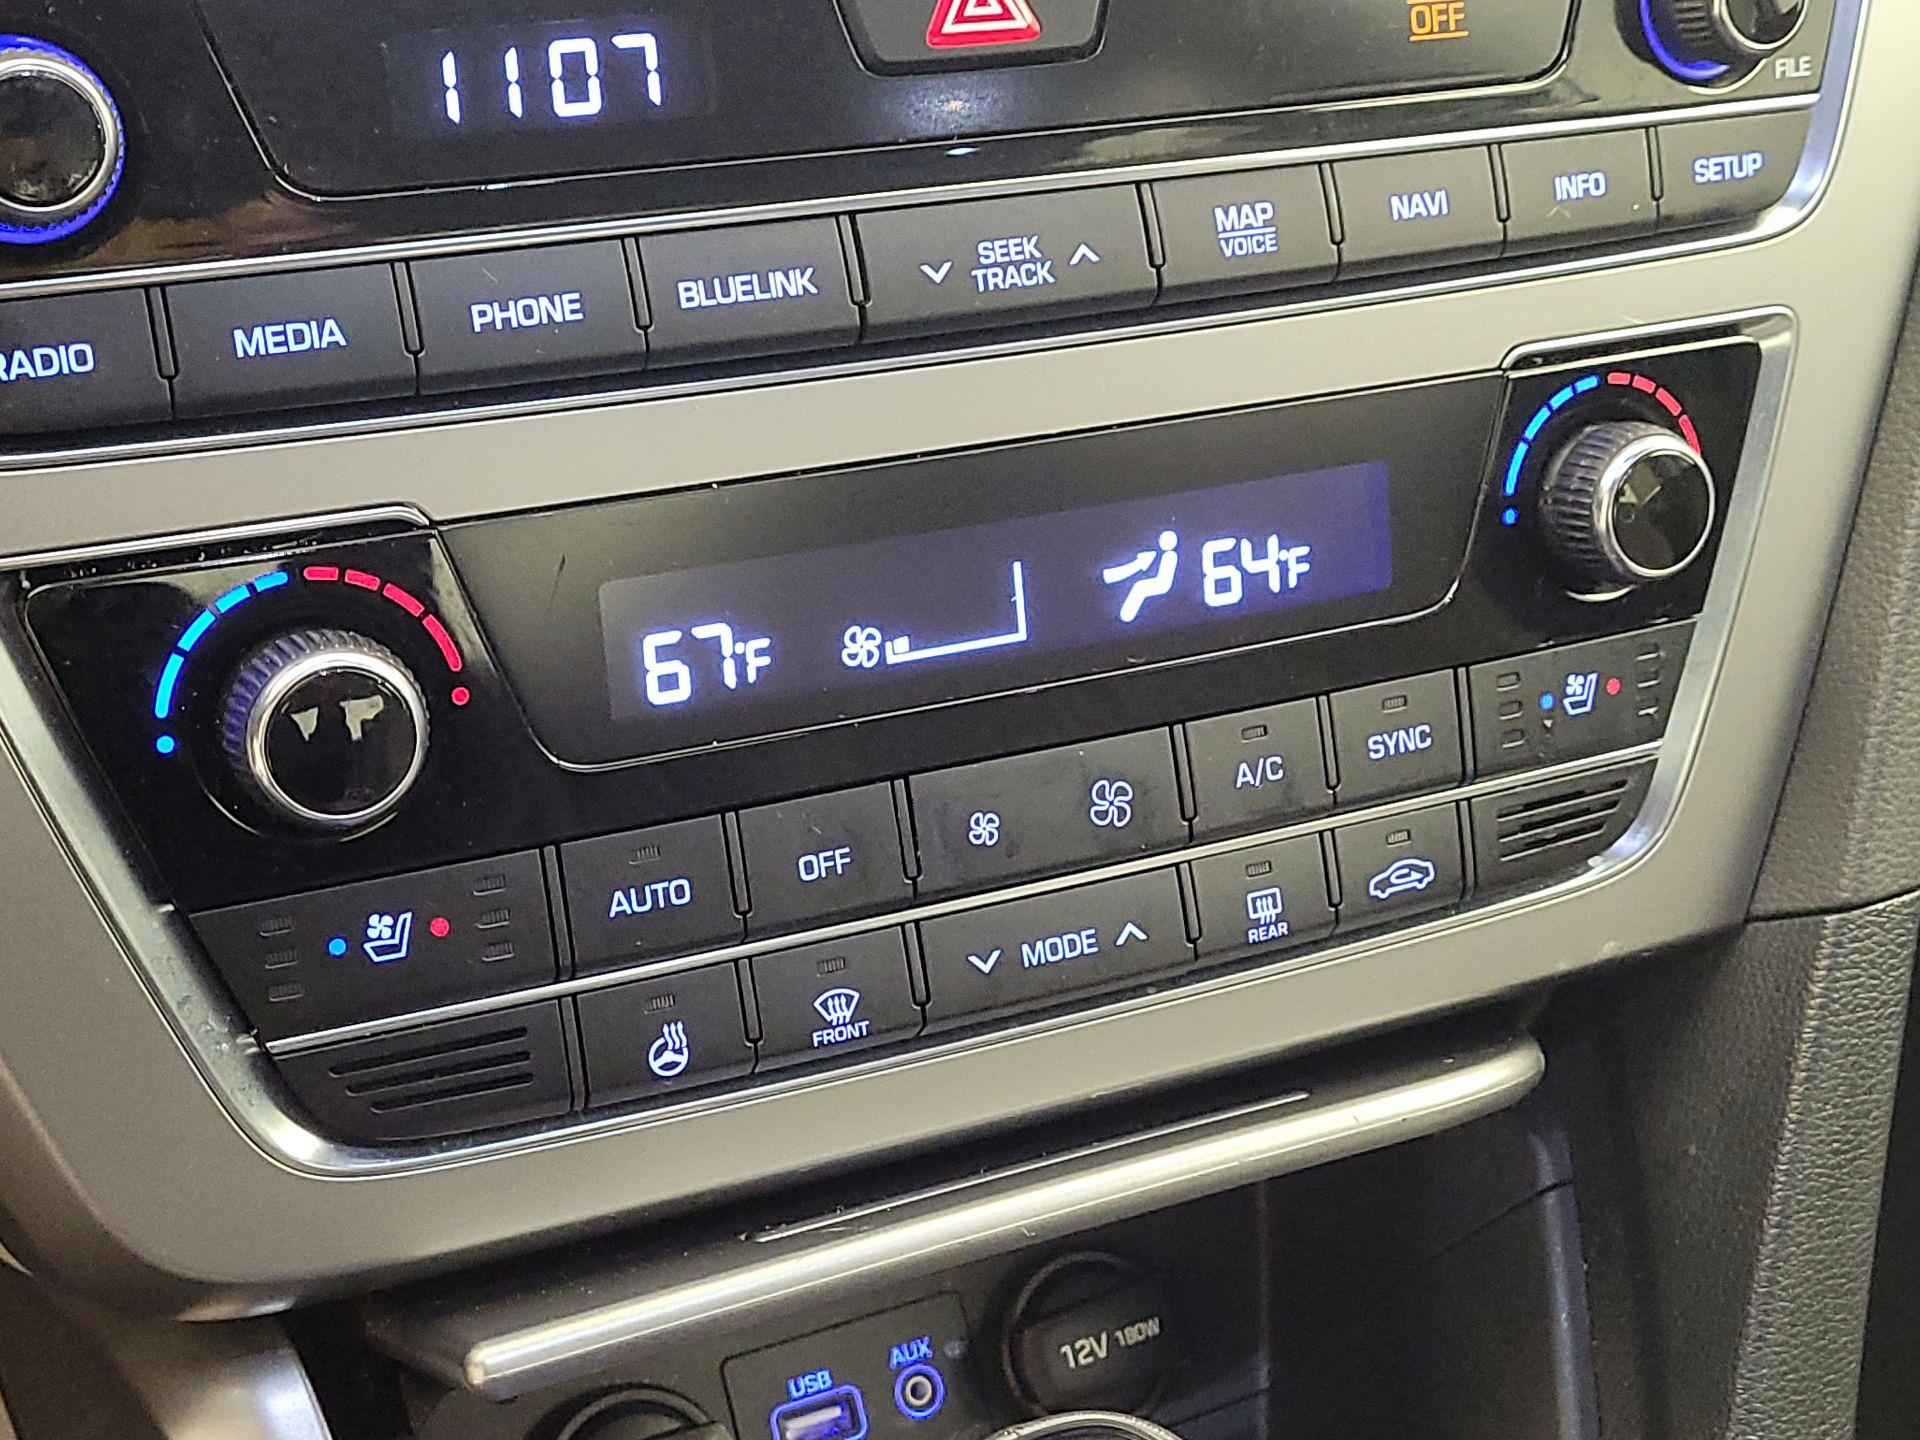 1107
OFF
FILE
RADIO
MEDIA
PHONE
BLUELINK
SEEK
TRACK
MAP
VOICE
NAVI
INFO
SETUP
67°F
64°F
AUTO
OFF
A/C
SYNC
FRONT
MODE
REAR
USB
AUX
12V 180W